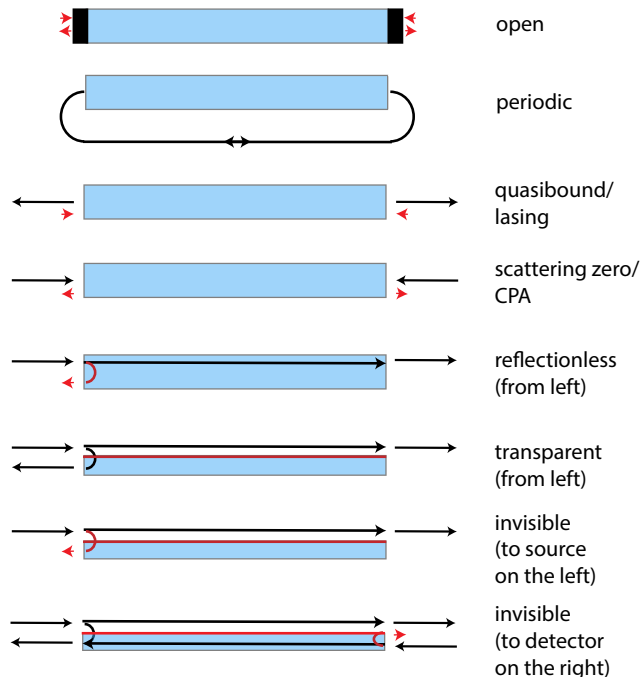 open
periodic
quasibound/
lasing
scattering zero/
CPA
reflectionless
(from left)
transparent
(from left)
invisible
(to source
on the left)
invisible
(to detector
on the right)